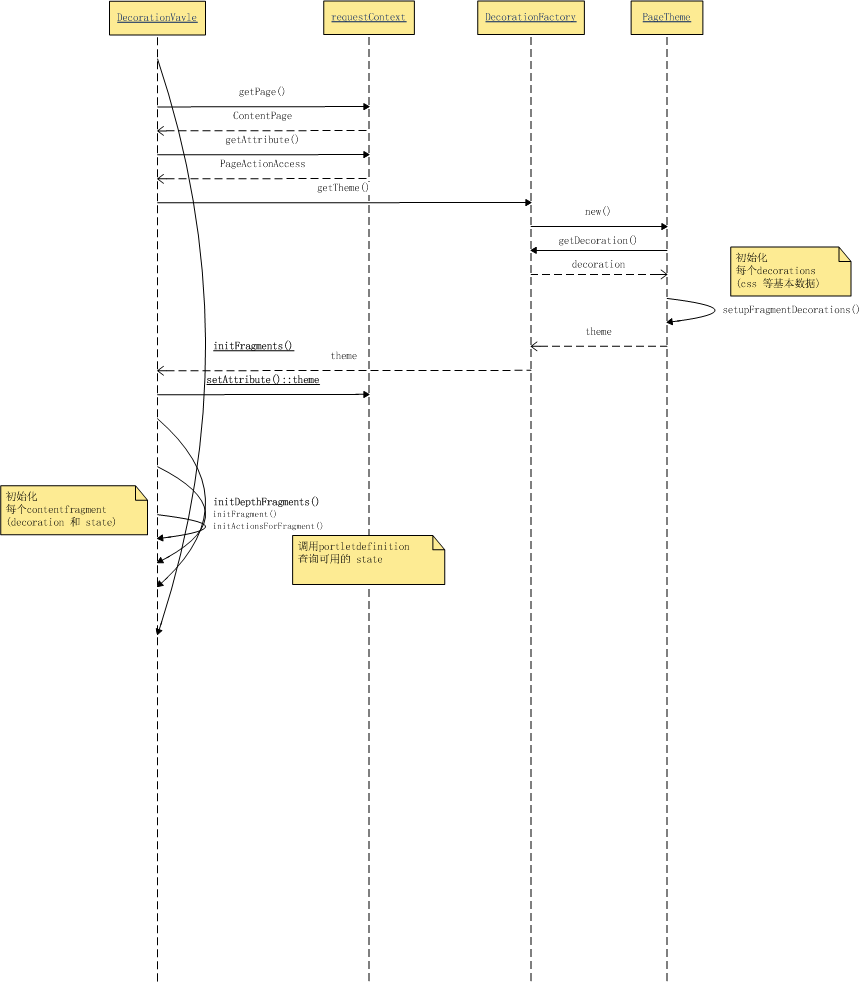 DecorationVavle
requestContext
DecorationFactory
PageTheme
getPage()
ContentPage
getAttribute()
PageActionAccess
getTheme()
new()
getDecoration()
decoration
初始化
每个decorations
(css 等基本数据)
setupFragmentDecorations()
theme
initFragments()
theme
setAttribute()::theme
初始化
每个contentfragment
(decoration 和 state)
initDepthFragments()
initFragment()
initActionsForFragment()
调用portletdefinition
查询可用的 state